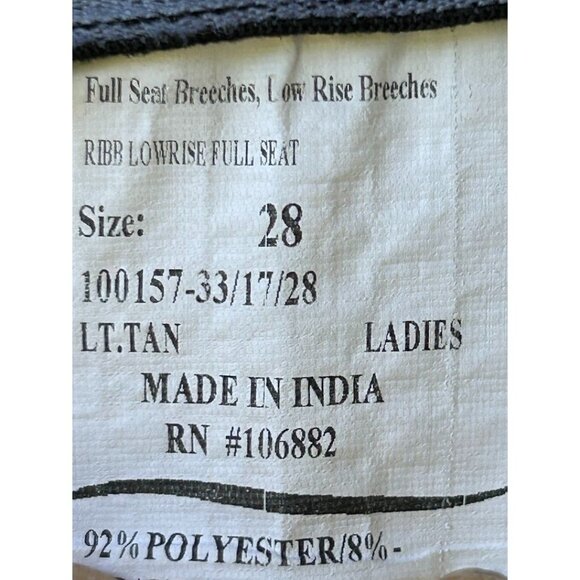 Full Seat Breeches, Low Rise Breeches
RIBB LOWRISE FULL SEAT
Size: 28
100157-33/17/28
LT.TAN LADIES
MADE IN INDIA
RN #106882
92% POLYESTER/8%-